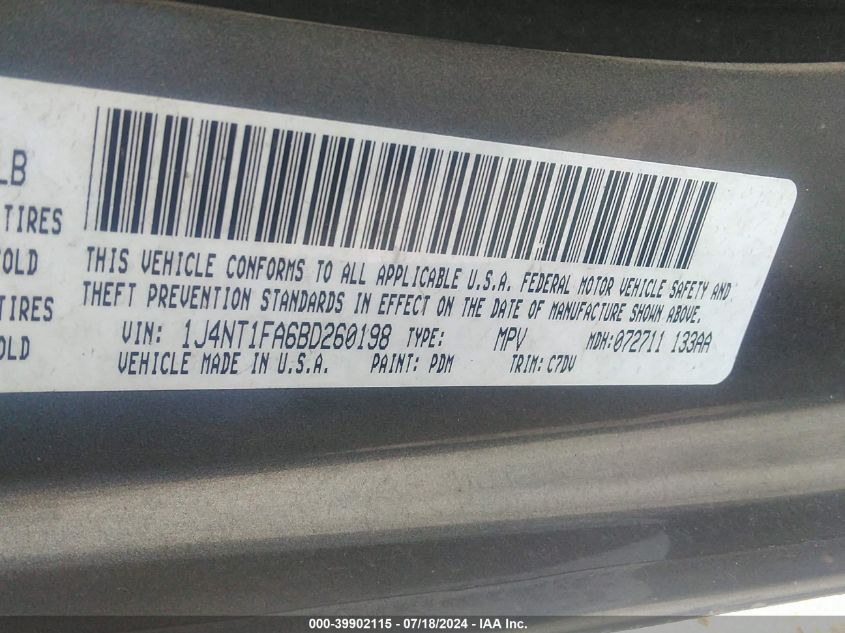 LB
TIRES
OLD
TIRES
OLD
THIS VEHICLE CONFORMS TO ALL APPLICABLE U.S.A. FEDERAL MOTOR VEHICLE SAFETY AND
THEFT PREVENTION STANDARDS IN EFFECT ON THE DATE OF MANUFACTURE SHOWN ABOVE.
VIN: 1J4NT1FA6BD260198 TYPE: MPV MDH:072711 133AA
VEHICLE MADE IN U.S.A. PAINT: PDM TRIM: C7DV
000-39902115 - 07/18/2024 - IAA Inc.